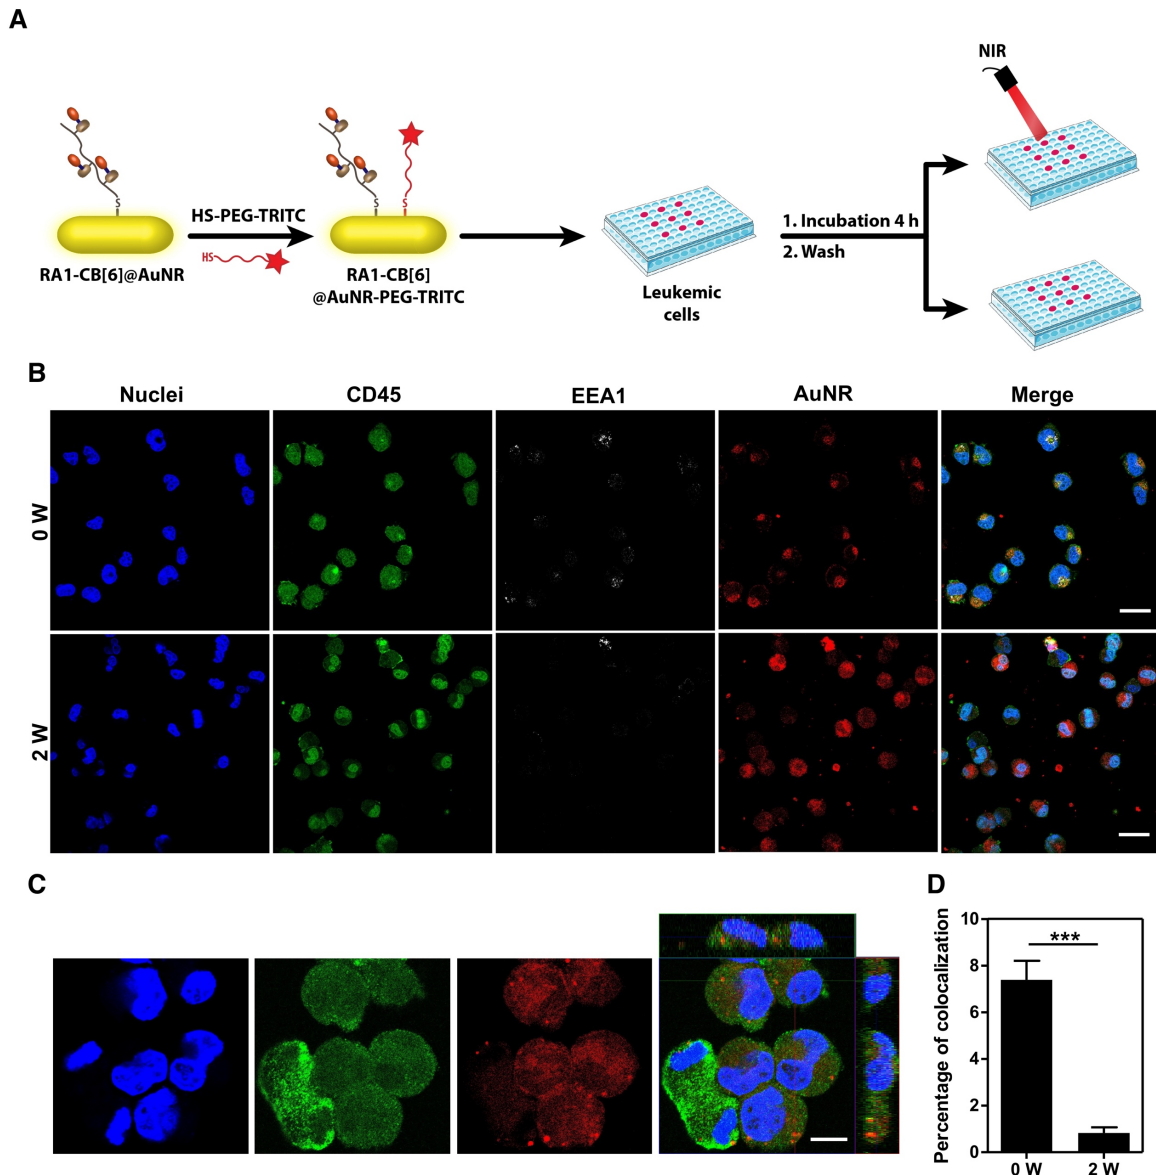 A
NIR
S
S
S
HS-PEG-TRITC
HS
RA1-CB[6]@AuNR
RA1-CB[6]
@AuNR-PEG-TRITC
Leukemic
cells
1. Incubation 4 h
2. Wash
B
Nuclei CD45 EEA1 AuNR Merge
0 W
2 W
C
D
Percentage of colocalization
10
8
6
4
2
0
***
0 W 2 W